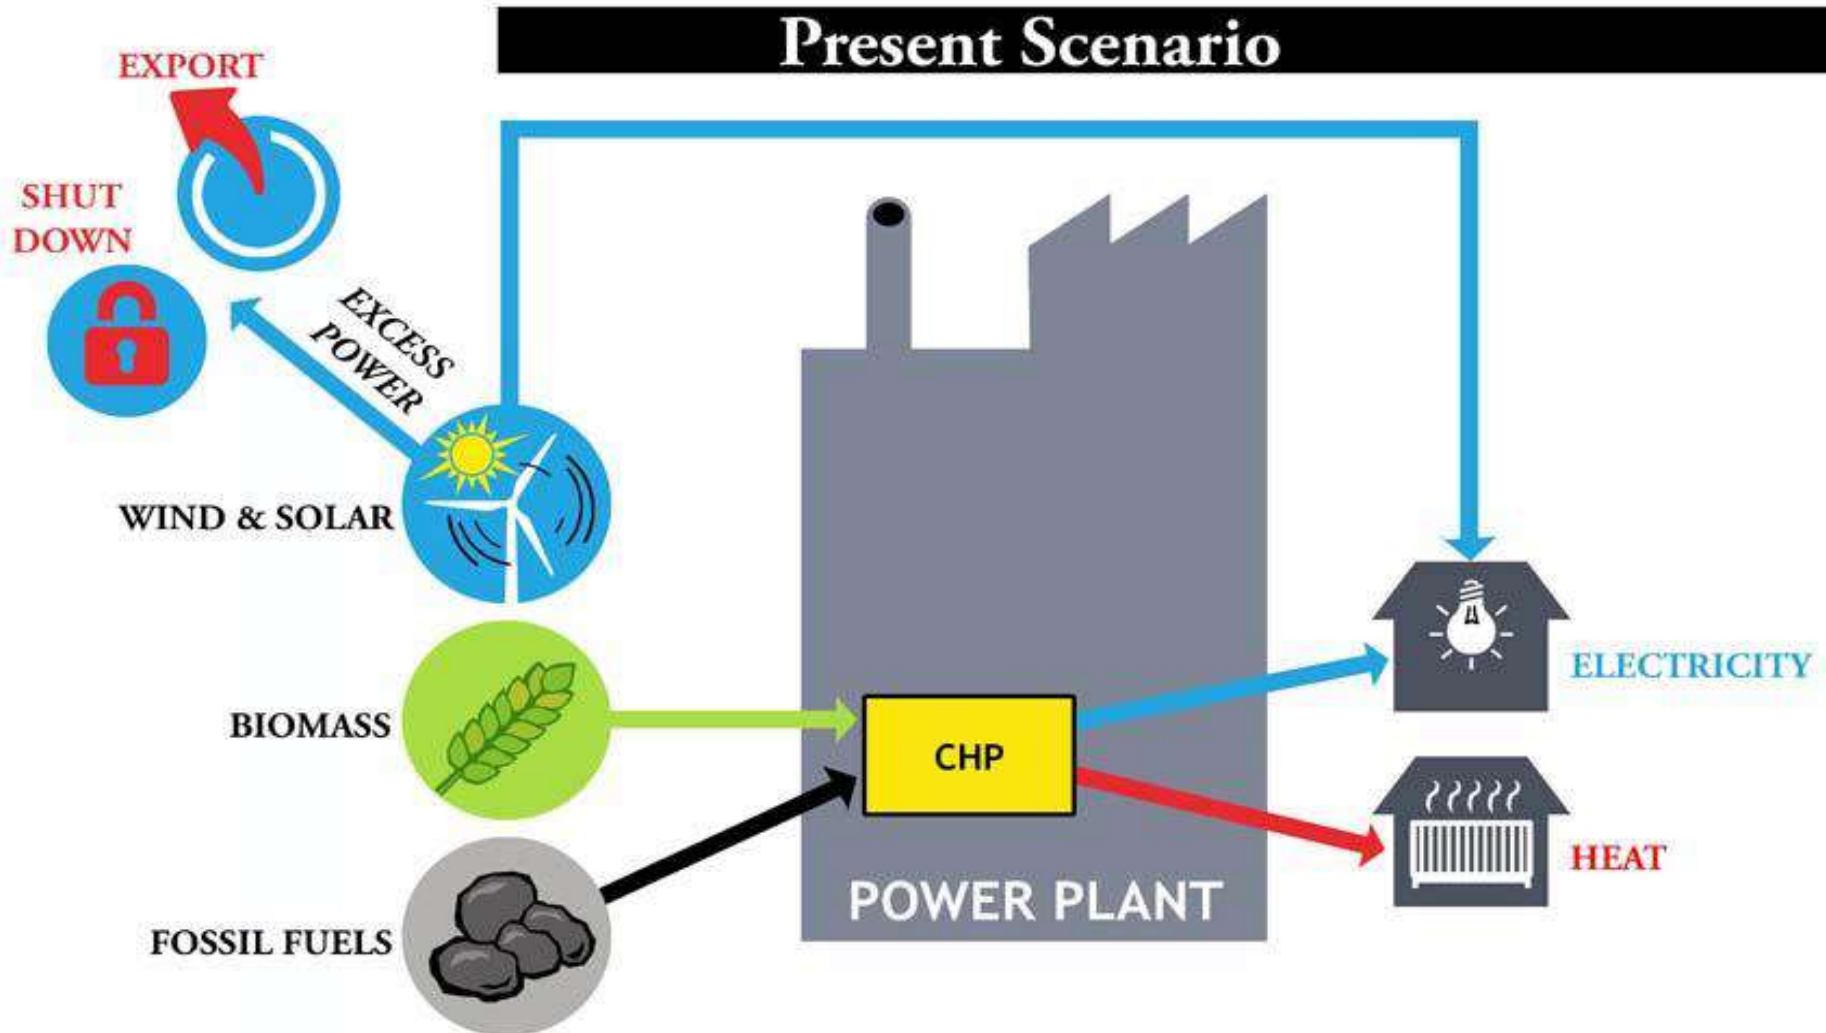 Present Scenario
EXPORT
SHUT
DOWN
EXCESS
POWER
WIND & SOLAR
BIOMASS
FOSSIL FUELS
CHP
POWER PLANT
ELECTRICITY
HEAT